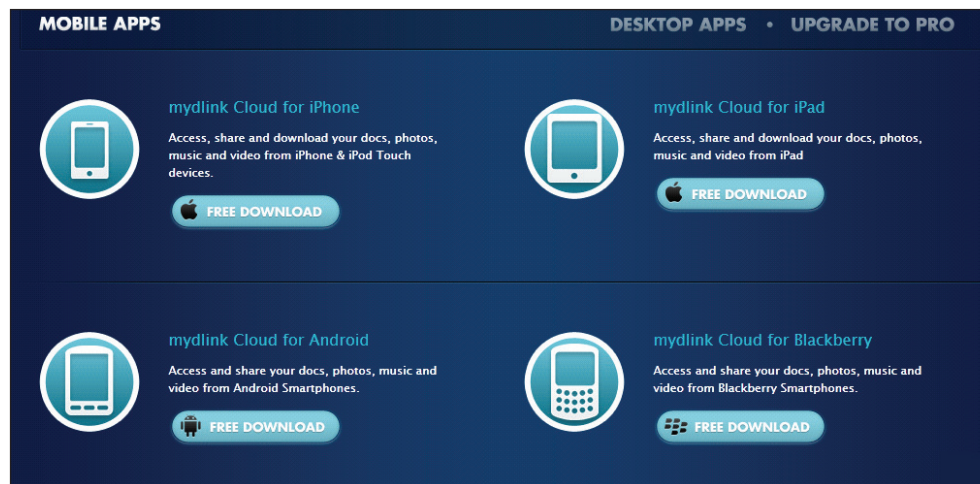 MOBILE APPS
DESKTOP APPS • UPGRADE TO PRO
mydlink Cloud for iPhone
Access, share and download your docs, photos,
music and video from iPhone & iPod Touch
devices.
FREE DOWNLOAD
mydlink Cloud for iPad
Access, share and download your docs, photos,
music and video from iPad
FREE DOWNLOAD
mydlink Cloud for Android
Access and share your docs, photos, music and
video from Android Smartphones.
FREE DOWNLOAD
mydlink Cloud for Blackberry
Access and share your docs, photos, music and
video from Blackberry Smartphones.
FREE DOWNLOAD